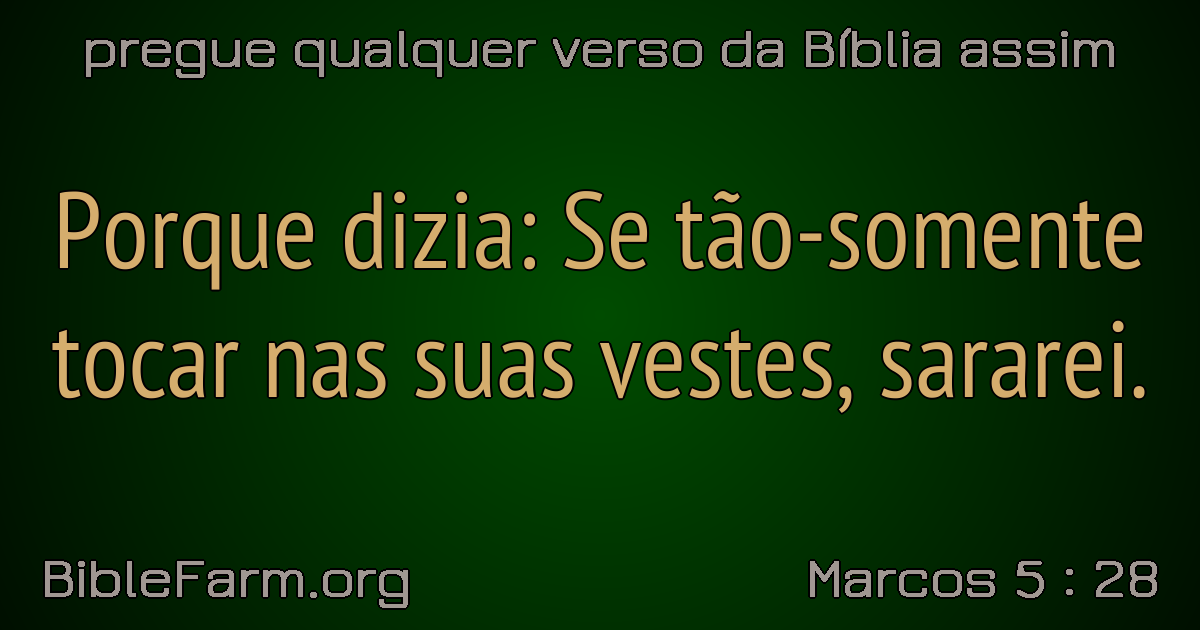 pregue qualquer verso da Bíblia assim
Porque dizia: Se tão-somente
tocar nas suas vestes, sararei.
BibleFarm.org
Marcos 5 : 28